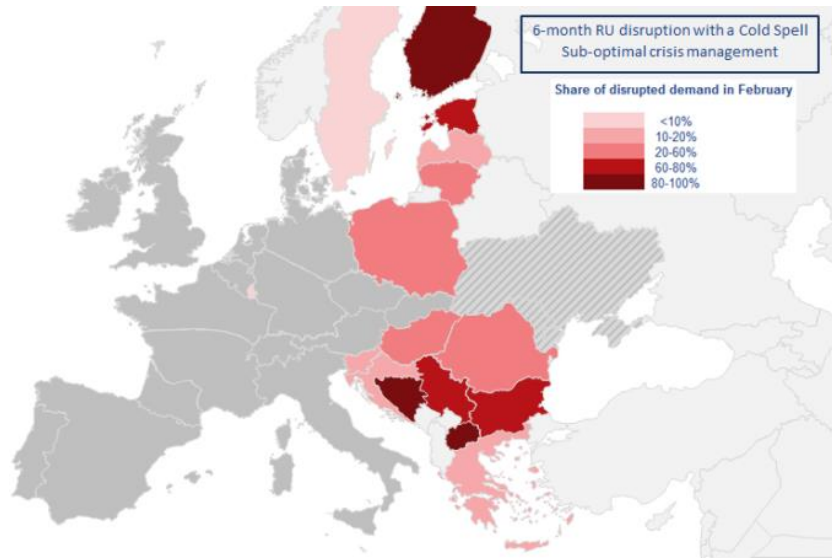 6-month RU disruption with a Cold Spell
Sub-optimal crisis management
Share of disrupted demand in February
<10%
10-20%
20-60%
60-80%
80-100%